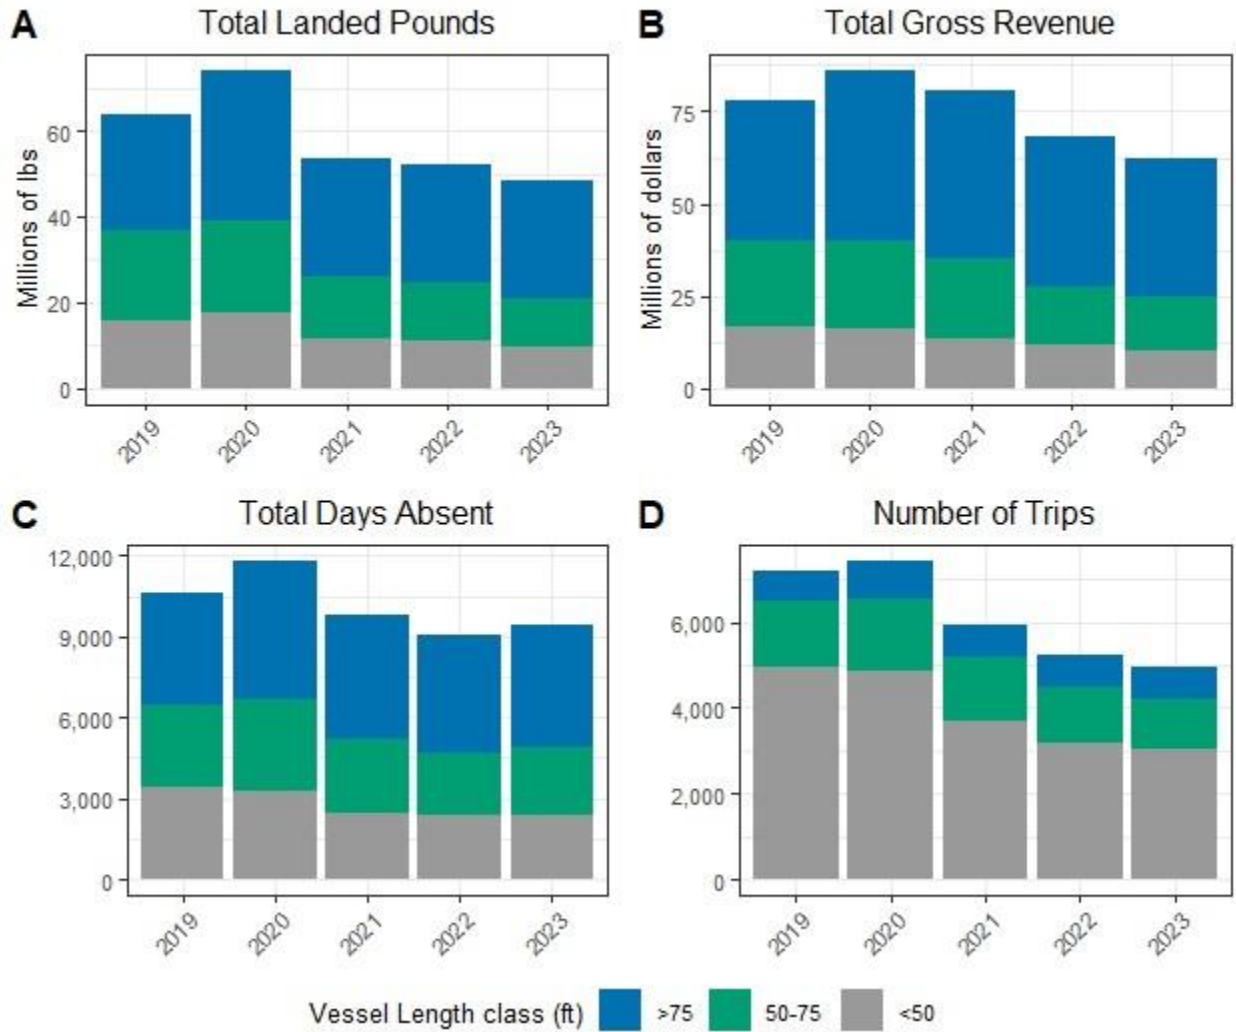 A Total Landed Pounds
Millions of lbs
60
40
20
0
2019 2020 2021 2022 2023
B Total Gross Revenue
Millions of dollars
75
50
25
0
2019 2020 2021 2022 2023
C Total Days Absent
12,000
9,000
6,000
3,000
0
2019 2020 2021 2022 2023
D Number of Trips
6,000
4,000
2,000
0
2019 2020 2021 2022 2023
Vessel Length class (ft) >75 50-75 <50